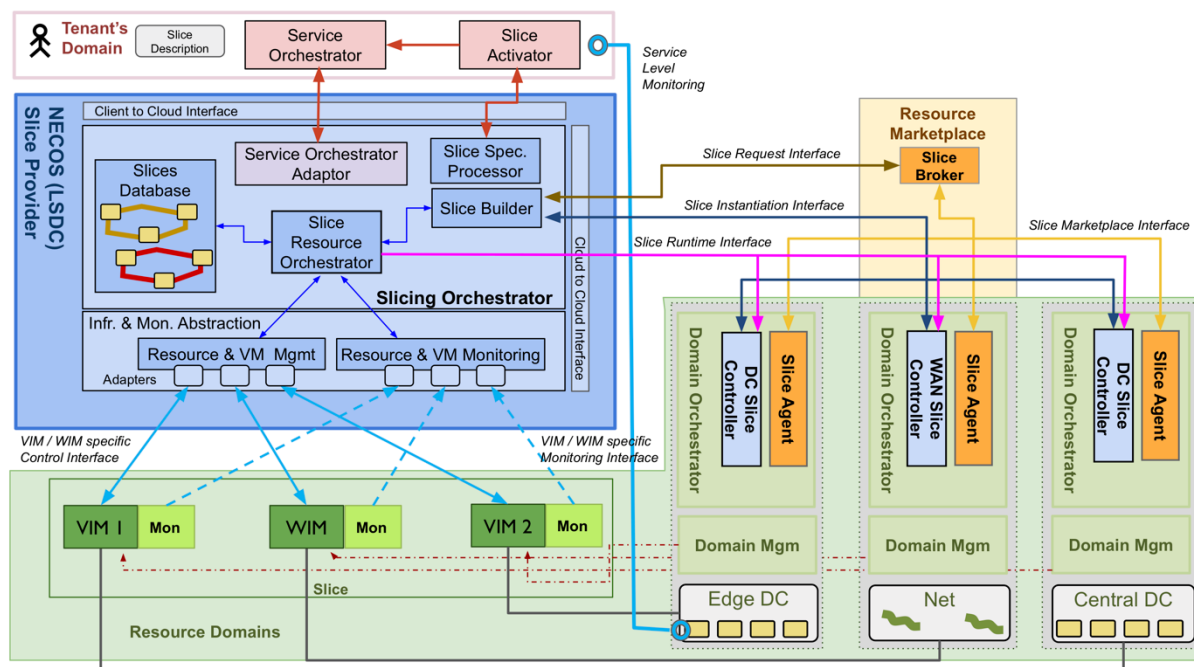 Tenant's
Domain
Slice
Description
Service
Orchestrator
Slice
Activator
Service
Level
Monitoring
NECOS (LSDC)
Slice Provider
Client to Cloud Interface
Cloud to Cloud Interface
Slices
Database
Service Orchestrator
Adaptor
Slice Spec.
Processor
Slice Builder
Slice
Resource
Orchestrator
Slicing Orchestrator
Infr. & Mon. Abstraction
Resource & VM Mgmt
Resource & VM Monitoring
Adapters
Resource
Marketplace
Slice
Broker
Slice Request Interface
Slice Instantiation Interface
Slice Runtime Interface
Slice Marketplace Interface
VIM / WIM specific
Control Interface
VIM / WIM specific
Monitoring Interface
VIM 1
Mon
WIM
Mon
VIM 2
Mon
Slice
Resource Domains
Domain Orchestrator
DC Slice
Controller
Slice Agent
Domain Mgm
Edge DC
Domain Orchestrator
WAN Slice
Controller
Slice Agent
Domain Mgm
Net
Domain Orchestrator
DC Slice
Controller
Slice Agent
Domain Mgm
Central DC